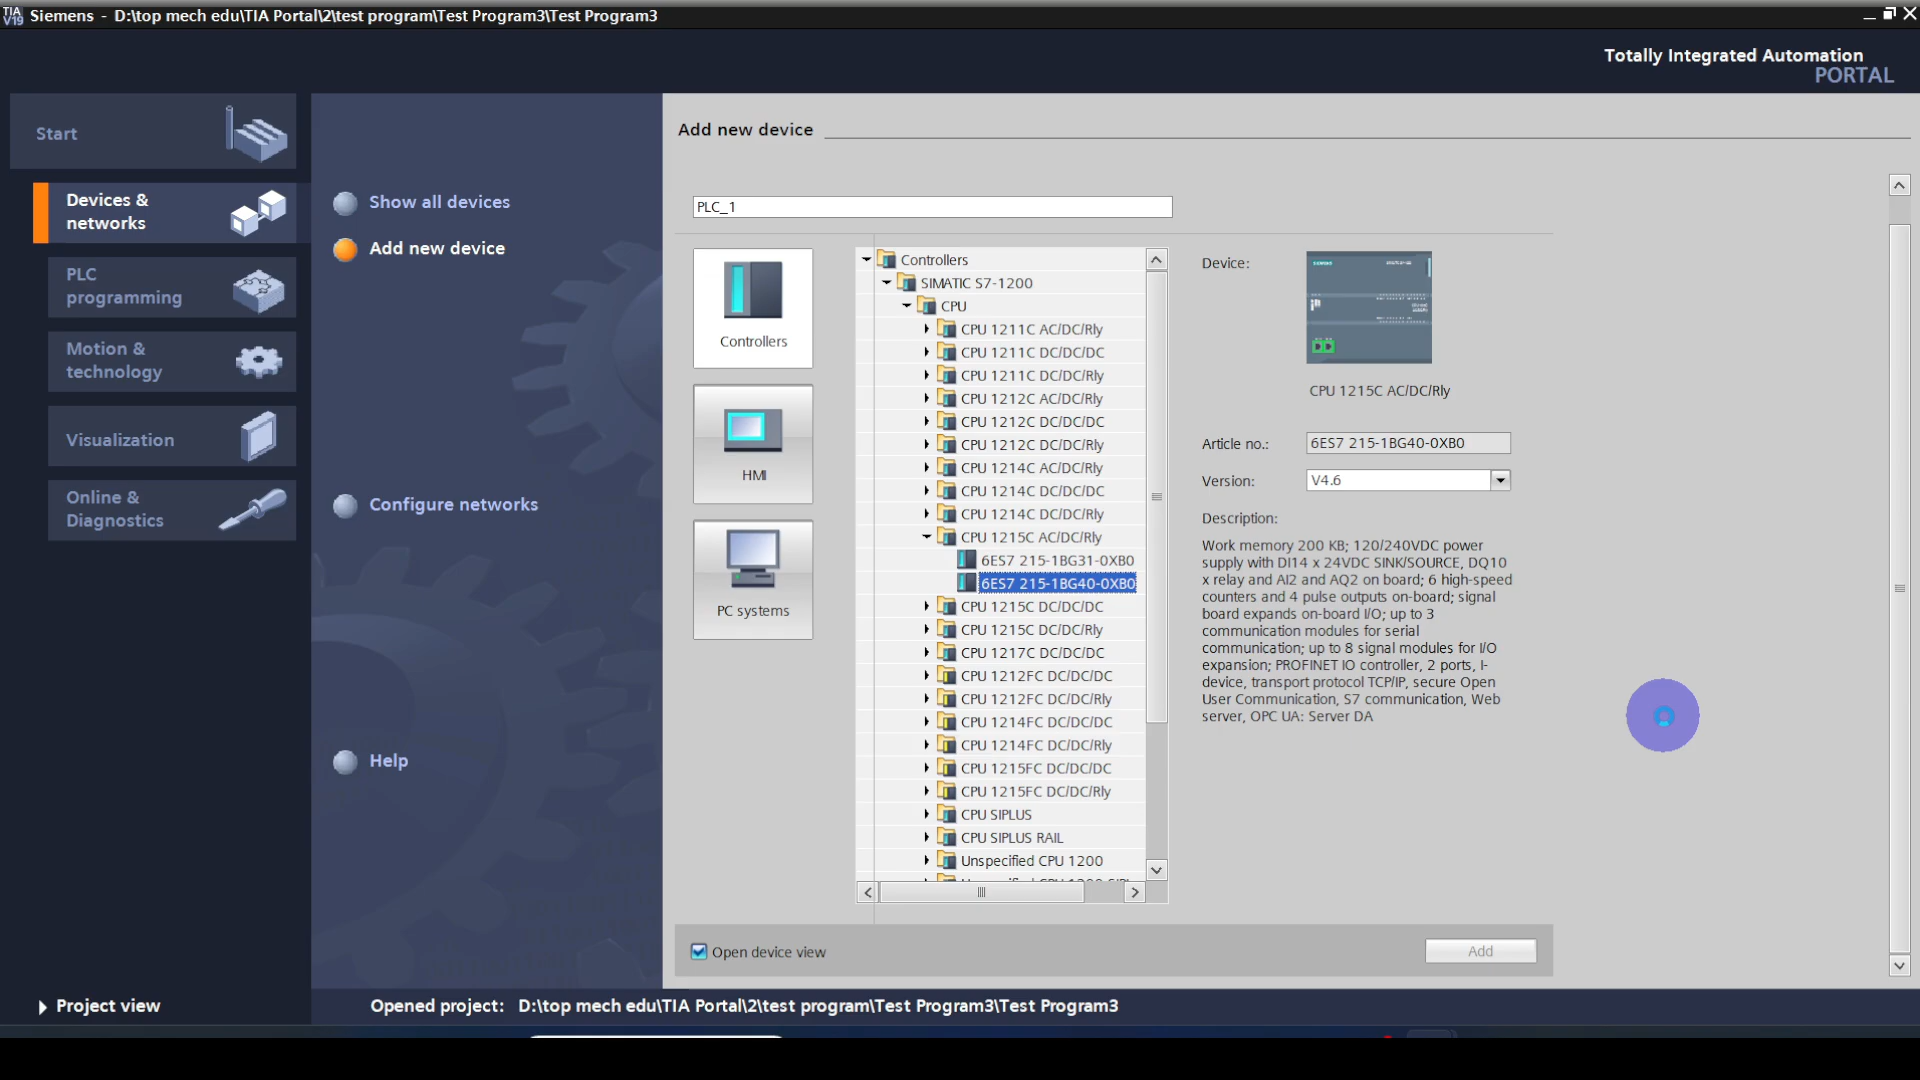 TIA
V19
Siemens - D:\top mech edu\TIA Portal\2\test program\Test Program3\Test Program3
Totally Integrated Automation
PORTAL
Start
Devices &
networks
PLC
programming
Motion &
technology
Visualization
Online &
Diagnostics
Show all devices
Add new device
Configure networks
Help
Add new device
PLC_1
Controllers
HMI
PC systems
Controllers
SIMATIC S7-1200
CPU
CPU 1211C AC/DC/Rly
CPU 1211C DC/DC/DC
CPU 1211C DC/DC/Rly
CPU 1212C AC/DC/Rly
CPU 1212C DC/DC/DC
CPU 1212C DC/DC/Rly
CPU 1214C AC/DC/Rly
CPU 1214C DC/DC/DC
CPU 1214C DC/DC/Rly
CPU 1215C AC/DC/Rly
6ES7 215-1BG31-0XB0
6ES7 215-1BG40-0XB0
CPU 1215C DC/DC/DC
CPU 1215C DC/DC/Rly
CPU 1217C DC/DC/DC
CPU 1212FC DC/DC/DC
CPU 1212FC DC/DC/Rly
CPU 1214FC DC/DC/DC
CPU 1214FC DC/DC/Rly
CPU 1215FC DC/DC/DC
CPU 1215FC DC/DC/Rly
CPU SIPLUS
CPU SIPLUS RAIL
Unspecified CPU 1200
Device:
CPU 1215C AC/DC/Rly
Article no.: 6ES7 215-1BG40-0XB0
Version: V4.6
Description:
Work memory 200 KB; 120/240VDC power
supply with DI14 x 24VDC SINK/SOURCE, DQ10
x relay and AI2 and AQ2 on board; 6 high-speed
counters and 4 pulse outputs on-board; signal
board expands on-board I/O; up to 3
communication modules for serial
communication; up to 8 signal modules for I/O
expansion; PROFINET IO controller, 2 ports, I-
device, transport protocol TCP/IP, secure Open
User Communication, S7 communication, Web
server, OPC UA: Server DA
Open device view
Add
Project view
Opened project: D:\top mech edu\TIA Portal\2\test program\Test Program3\Test Program3